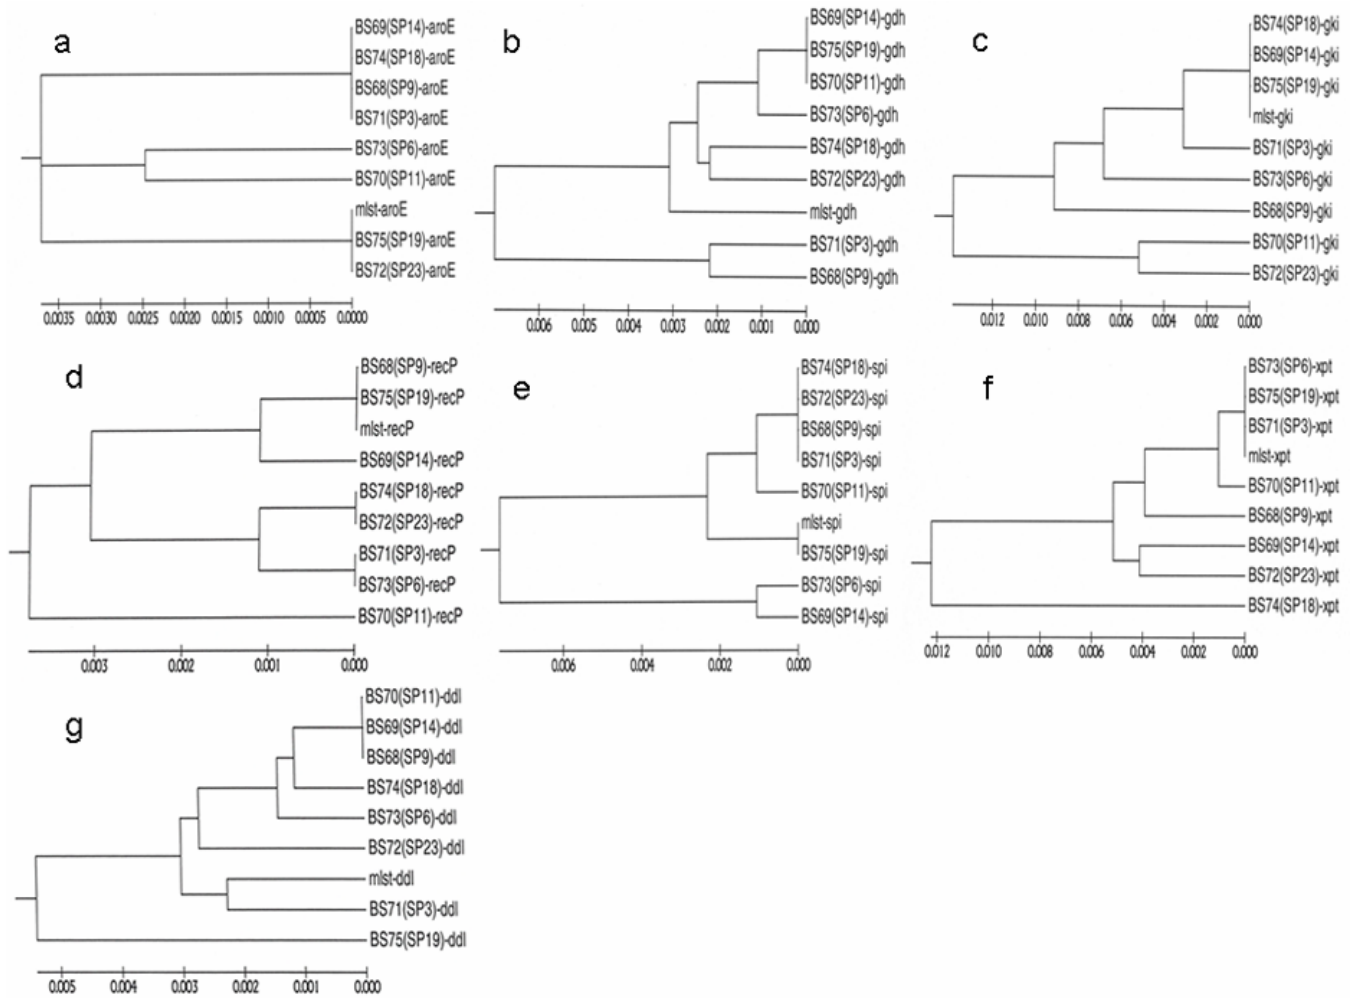 a
BS69(SP14)-aroE
BS74(SP18)-aroE
BS68(SP9)-aroE
BS71(SP3)-aroE
BS73(SP6)-aroE
BS70(SP11)-aroE
mlst-aroE
BS75(SP19)-aroE
BS72(SP23)-aroE
0.0035 0.0030 0.0025 0.0020 0.0015 0.0010 0.0005 0.0000
b
BS69(SP14)-gdh
BS75(SP19)-gdh
BS70(SP11)-gdh
BS73(SP6)-gdh
BS74(SP18)-gdh
BS72(SP23)-gdh
mlst-gdh
BS71(SP3)-gdh
BS68(SP9)-gdh
0.006 0.005 0.004 0.003 0.002 0.001 0.000
c
BS74(SP18)-gki
BS69(SP14)-gki
BS75(SP19)-gki
mlst-gki
BS71(SP3)-gki
BS73(SP6)-gki
BS68(SP9)-gki
BS70(SP11)-gki
BS72(SP23)-gki
0.012 0.010 0.008 0.006 0.004 0.002 0.000
d
BS68(SP9)-recP
BS75(SP19)-recP
mlst-recP
BS69(SP14)-recP
BS74(SP18)-recP
BS72(SP23)-recP
BS71(SP3)-recP
BS73(SP6)-recP
BS70(SP11)-recP
0.003 0.002 0.001 0.000
e
BS74(SP18)-spi
BS72(SP23)-spi
BS68(SP9)-spi
BS71(SP3)-spi
BS70(SP11)-spi
mlst-spi
BS75(SP19)-spi
BS73(SP6)-spi
BS69(SP14)-spi
0.006 0.004 0.002 0.000
f
BS73(SP6)-xpt
BS75(SP19)-xpt
BS71(SP3)-xpt
mlst-xpt
BS70(SP11)-xpt
BS68(SP9)-xpt
BS69(SP14)-xpt
BS72(SP23)-xpt
BS74(SP18)-xpt
0.012 0.010 0.008 0.006 0.004 0.002 0.000
g
BS70(SP11)-ddl
BS69(SP14)-ddl
BS68(SP9)-ddl
BS74(SP18)-ddl
BS73(SP6)-ddl
BS72(SP23)-ddl
mlst-ddl
BS71(SP3)-ddl
BS75(SP19)-ddl
0.005 0.004 0.003 0.002 0.001 0.000